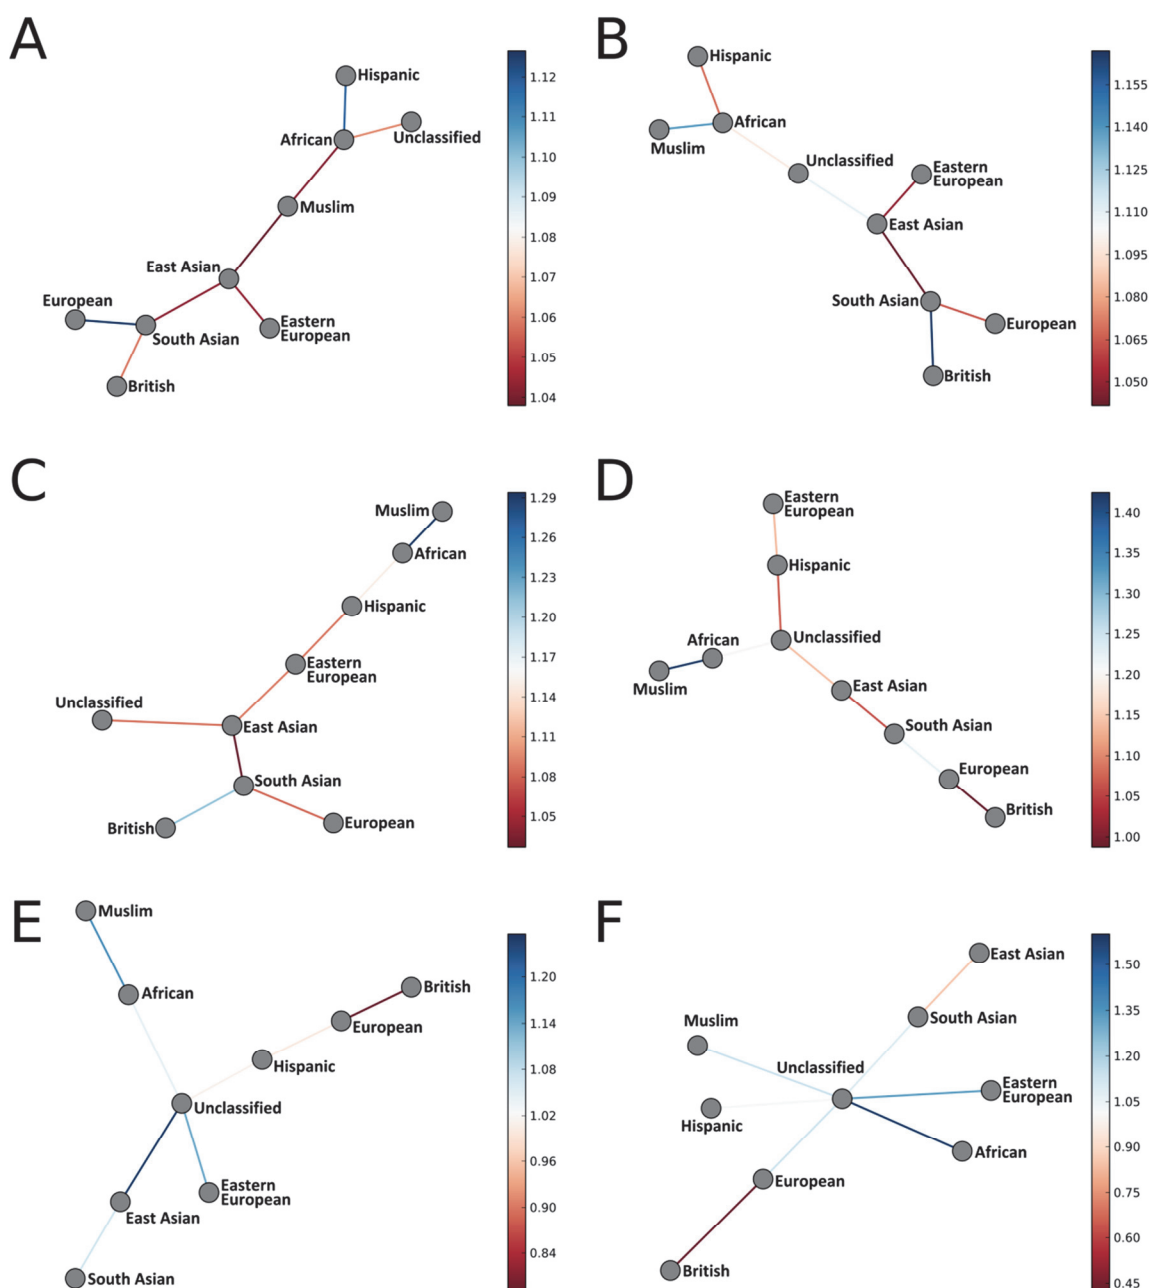 A
Hispanic
African
Unclassified
Muslim
East Asian
European
South Asian
Eastern
European
British
1.12
1.11
1.10
1.09
1.08
1.07
1.06
1.05
1.04
B
Hispanic
African
Muslim
Unclassified
Eastern
European
East Asian
South Asian
European
British
1.155
1.140
1.125
1.110
1.095
1.080
1.065
1.050
C
Muslim
African
Hispanic
Eastern
European
Unclassified
East Asian
South Asian
British
European
1.29
1.26
1.23
1.20
1.17
1.14
1.11
1.08
1.05
D
Eastern
European
Hispanic
African
Unclassified
Muslim
East Asian
South Asian
European
British
1.40
1.35
1.30
1.25
1.20
1.15
1.10
1.05
1.00
E
Muslim
African
British
European
Hispanic
Unclassified
Eastern
European
East Asian
South Asian
1.20
1.14
1.08
1.02
0.96
0.90
0.84
F
East Asian
South Asian
Muslim
Unclassified
Eastern
European
Hispanic
African
European
British
1.50
1.35
1.20
1.05
0.90
0.75
0.60
0.45